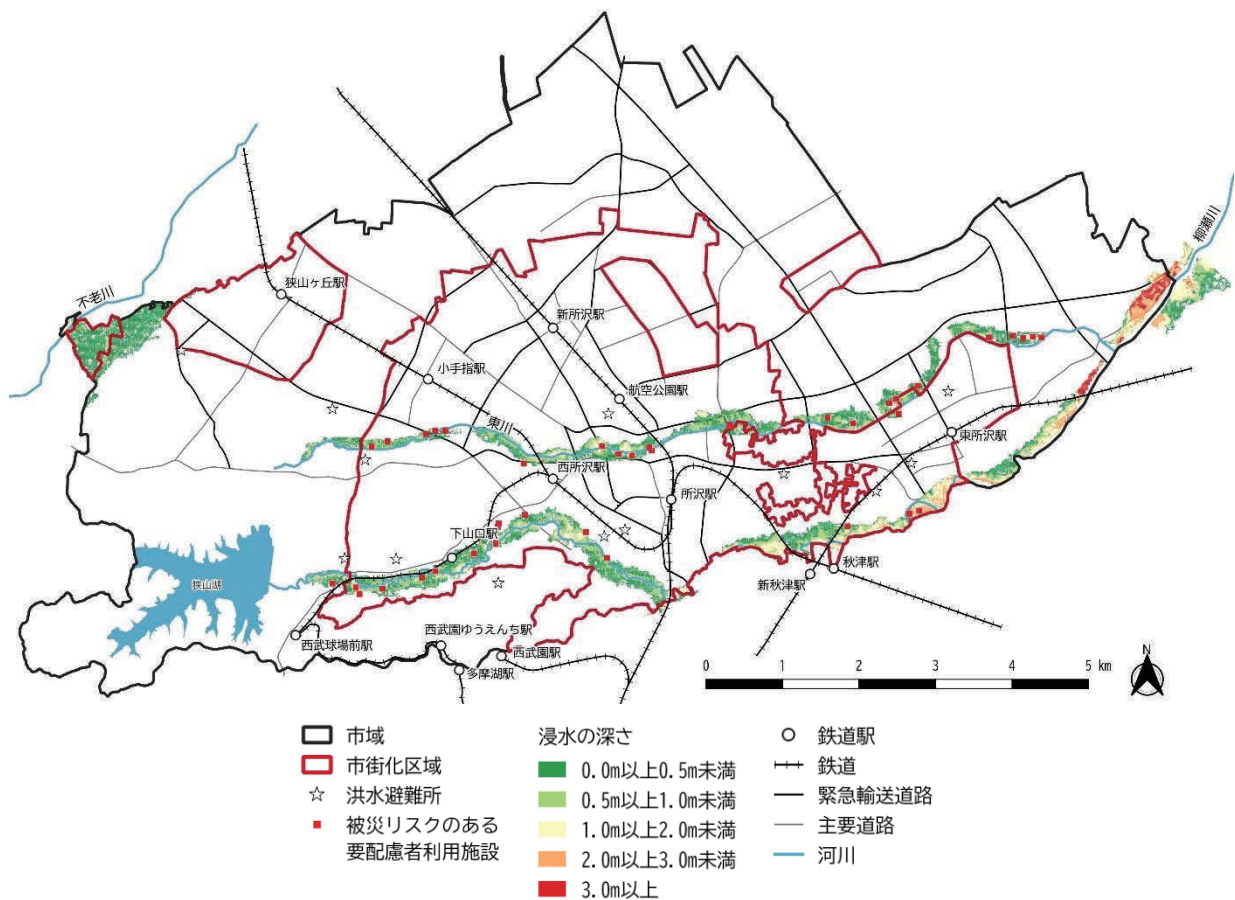 柳瀬川
不老川
狭山ヶ丘駅
新所沢駅
小手指駅
航空公園駅
東川
東所沢駅
西所沢駅
所沢駅
下山口駅
狭山湖
秋津駅
新秋津駅
西武園ゆうえんち駅
西武球場前駅
西武園駅
多摩湖駅
0 1 2 3 4 5 km
N
市域
市街化区域
洪水避難所
被災リスクのある
要配慮者利用施設
浸水の深さ
0.0m以上0.5m未満
0.5m以上1.0m未満
1.0m以上2.0m未満
2.0m以上3.0m未満
3.0m以上
鉄道駅
鉄道
緊急輸送道路
主要道路
河川